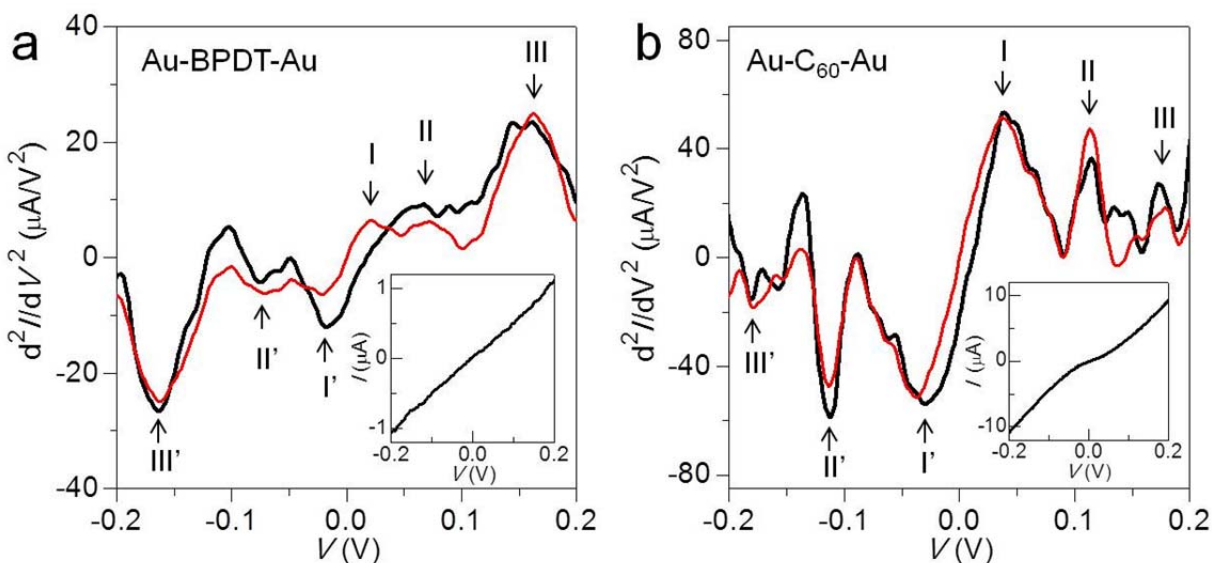 a
Au-BPDT-Au
d²I/dV² (μA/V²)
40
20
0
-20
-40
I
II
III
I’
II’
III’
-0.2
-0.1
0.0
0.1
0.2
V (V)
I (μA)
1
0
-1
-0.2
0.0
0.2
V (V)
b
Au-C₆₀-Au
d²I/dV² (μA/V²)
80
40
0
-40
-80
I
II
III
III’
II’
I’
-0.2
-0.1
0.0
0.1
0.2
V (V)
I (μA)
10
0
-10
-0.2
0.0
0.2
V (V)